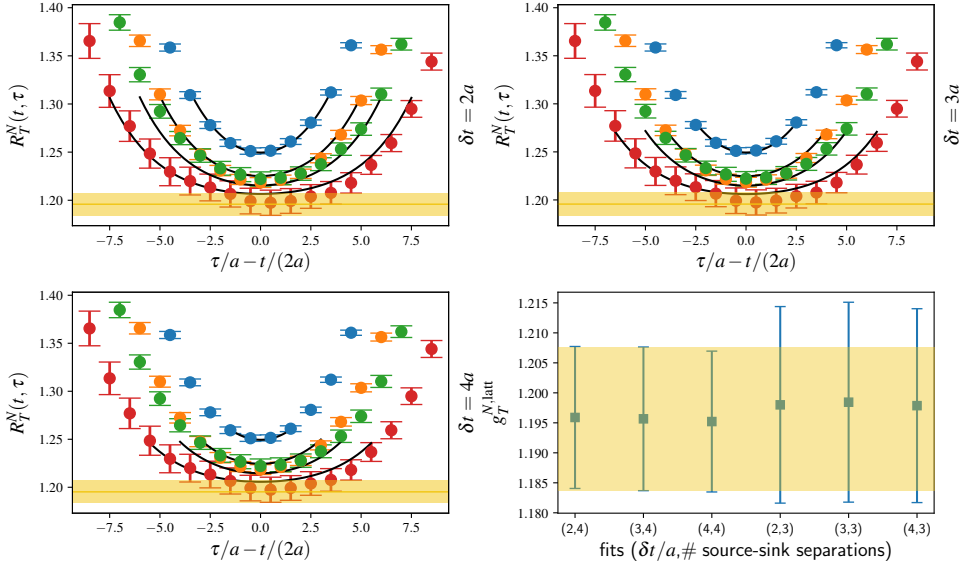 1.40
1.35
1.30
1.25
1.20
R_T^N(t, τ)
−7.5 −5.0 −2.5 0.0 2.5 5.0 7.5
τ/a − t/(2a)
δt = 2a
1.40
1.35
1.30
1.25
1.20
R_T^N(t, τ)
−7.5 −5.0 −2.5 0.0 2.5 5.0 7.5
τ/a − t/(2a)
δt = 3a
1.40
1.35
1.30
1.25
1.20
R_T^N(t, τ)
−7.5 −5.0 −2.5 0.0 2.5 5.0 7.5
τ/a − t/(2a)
δt = 4a
1.215
1.210
1.205
1.200
1.195
1.190
1.185
1.180
g_T^{N,latt}
(2,4) (3,4) (4,4) (2,3) (3,3) (4,3)
fits (δt/a,# source-sink separations)